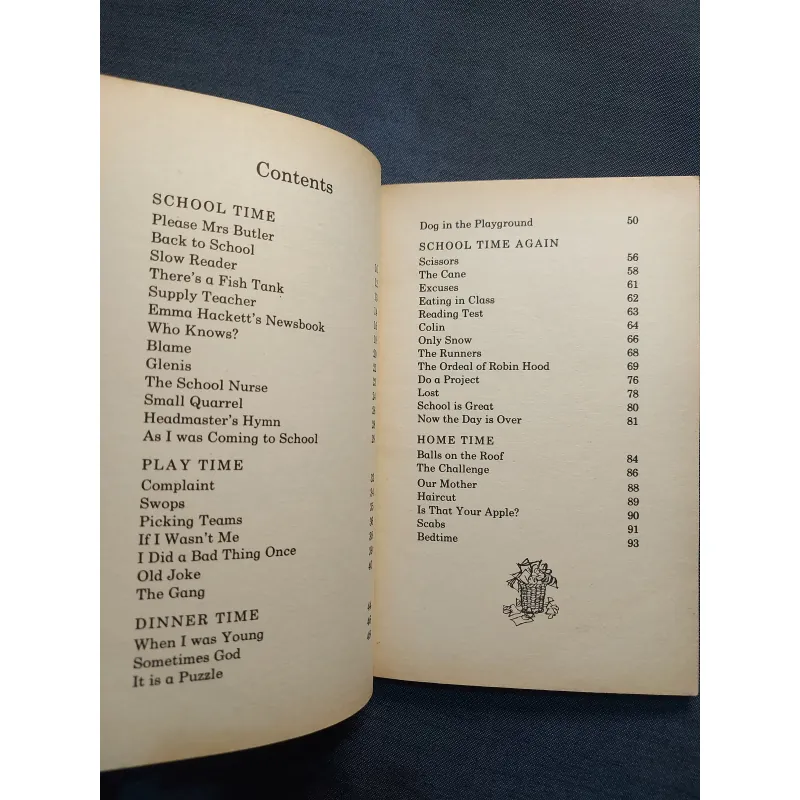 Contents
SCHOOL TIME
Please Mrs Butler
Back to School
Slow Reader
There's a Fish Tank
Supply Teacher
Emma Hackett's Newsbook
Who Knows?
Blame
Glenis
The School Nurse
Small Quarrel
Headmaster's Hymn
As I was Coming to School
PLAY TIME
Complaint
Swops
Picking Teams
If I Wasn't Me
I Did a Bad Thing Once
Old Joke
The Gang
DINNER TIME
When I was Young
Sometimes God
It is a Puzzle
Dog in the Playground 50
SCHOOL TIME AGAIN
Scissors 56
The Cane 58
Excuses 61
Eating in Class 62
Reading Test 63
Colin 64
Only Snow 66
The Runners 68
The Ordeal of Robin Hood 69
Do a Project 76
Lost 78
School is Great 80
Now the Day is Over 81
HOME TIME
Balls on the Roof 84
The Challenge 86
Our Mother 88
Haircut 89
Is That Your Apple? 90
Scabs 91
Bedtime 93